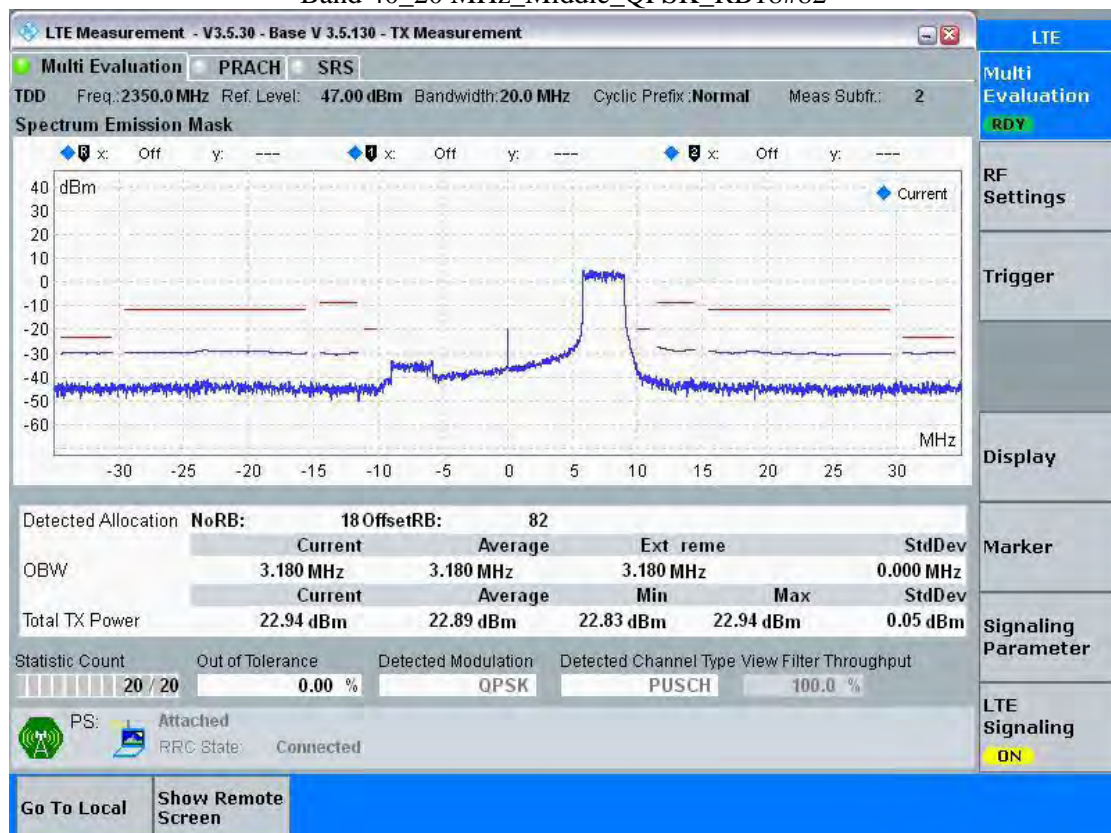 Band 40_20 MHz_Middle_QPSK_RB18#82
LTE Measurement - V3.5.30 - Base V 3.5.130 - TX Measurement
LTE
Multi Evaluation PRACH SRS
Multi Evaluation
RDY
TDD Freq.:2350.0 MHz Ref. Level: 47.00 dBm Bandwidth:20.0 MHz Cyclic Prefix :Normal Meas Subfr.: 2
Spectrum Emission Mask
R x: Off y: --- 1 x: Off y: --- 2 x: Off y: ---
40 dBm
Current
30
20
10
0
-10
-20
-30
-40
-50
-60
MHz
-30 -25 -20 -15 -10 -5 0 5 10 15 20 25 30
RF Settings
Trigger
Display
Marker
Signaling Parameter
LTE Signaling
ON
Detected Allocation NoRB: 18 OffsetRB: 82
Current Average Ext reme StdDev
OBW 3.180 MHz 3.180 MHz 3.180 MHz 0.000 MHz
Current Average Min Max StdDev
Total TX Power 22.94 dBm 22.89 dBm 22.83 dBm 22.94 dBm 0.05 dBm
Statistic Count Out of Tolerance Detected Modulation Detected Channel Type View Filter Throughput
20 / 20 0.00 % QPSK PUSCH 100.0 %
PS: Attached
RRC State: Connected
Go To Local
Show Remote Screen